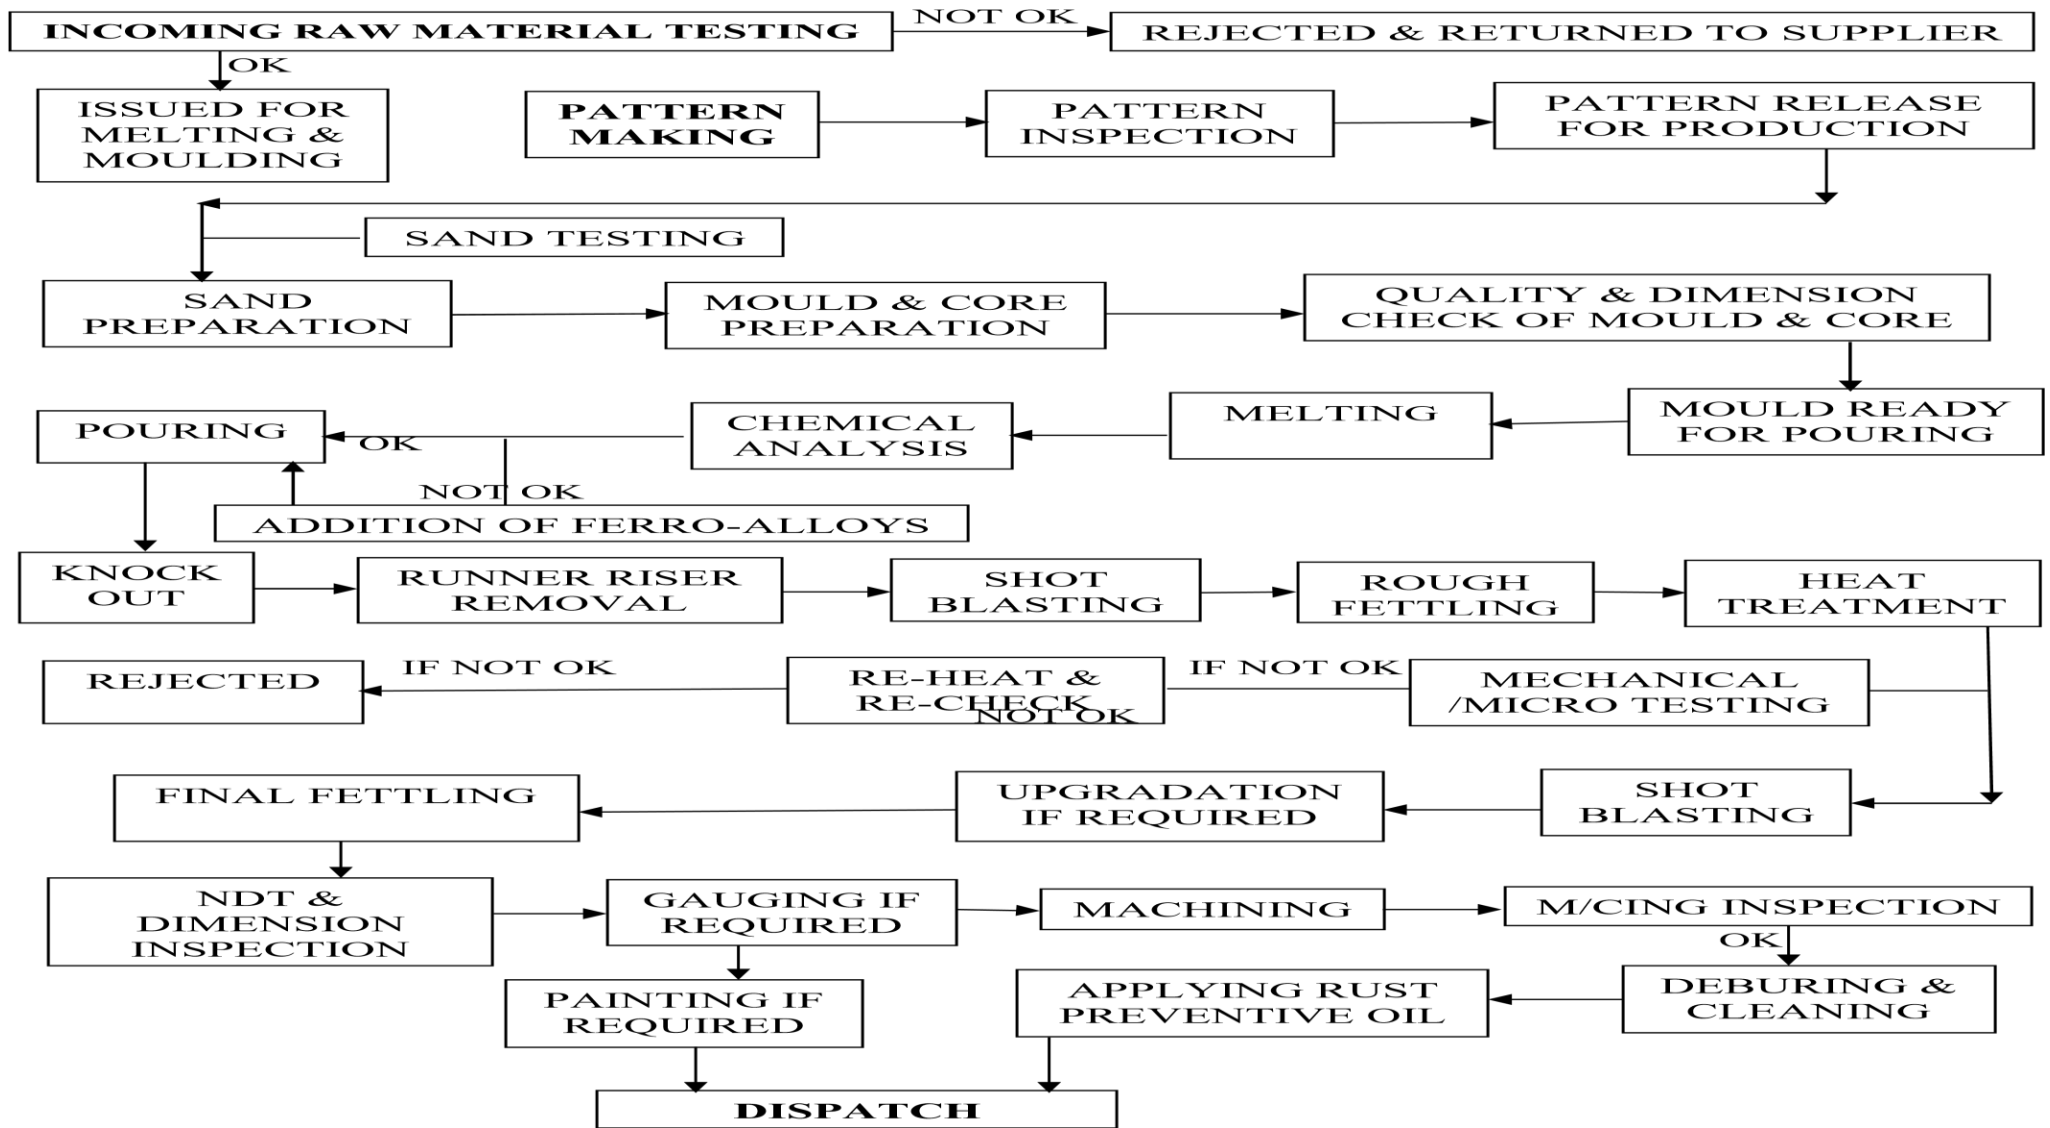 INCOMING RAW MATERIAL TESTING
NOT OK
REJECTED & RETURNED TO SUPPLIER
OK
ISSUED FOR
MELTING &
MOULDING
PATTERN
MAKING
PATTERN
INSPECTION
PATTERN RELEASE
FOR PRODUCTION
SAND TESTING
SAND
PREPARATION
MOULD & CORE
PREPARATION
QUALITY & DIMENSION
CHECK OF MOULD & CORE
MOULD READY
FOR POURING
MELTING
CHEMICAL
ANALYSIS
OK
POURING
NOT OK
ADDITION OF FERRO-ALLOYS
KNOCK
OUT
RUNNER RISER
REMOVAL
SHOT
BLASTING
ROUGH
FETTLING
HEAT
TREATMENT
MECHANICAL
/MICRO TESTING
IF NOT OK
RE-HEAT &
RE-CHECK
NOT OK
IF NOT OK
REJECTED
SHOT
BLASTING
UPGRADATION
IF REQUIRED
FINAL FETTLING
NDT &
DIMENSION
INSPECTION
GAUGING IF
REQUIRED
MACHINING
M/CING INSPECTION
OK
DEBURING &
CLEANING
APPLYING RUST
PREVENTIVE OIL
PAINTING IF
REQUIRED
DISPATCH